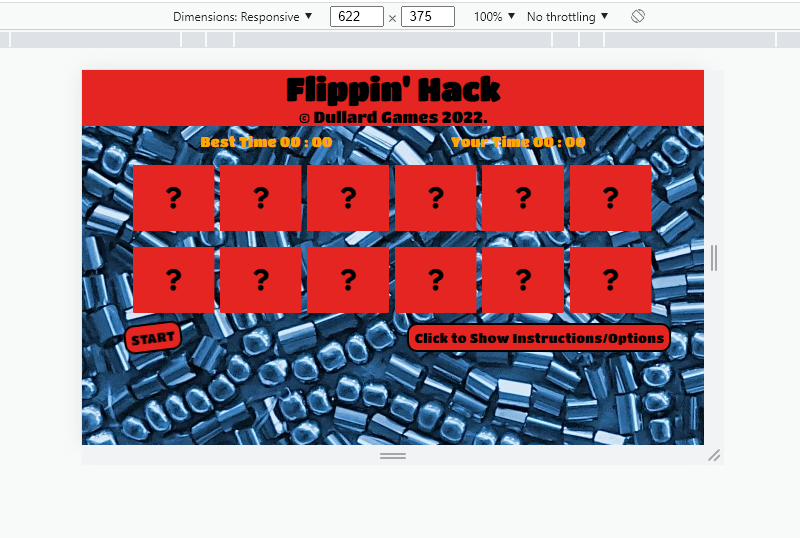 Dimensions: Responsive ▼ 622 × 375 100% ▼ No throttling ▼
Flippin' Hack
© Dullard Games 2022.
Best Time 00 : 00 Your Time 00 : 00
? ? ? ? ? ?
? ? ? ? ? ?
START Click to Show Instructions/Options